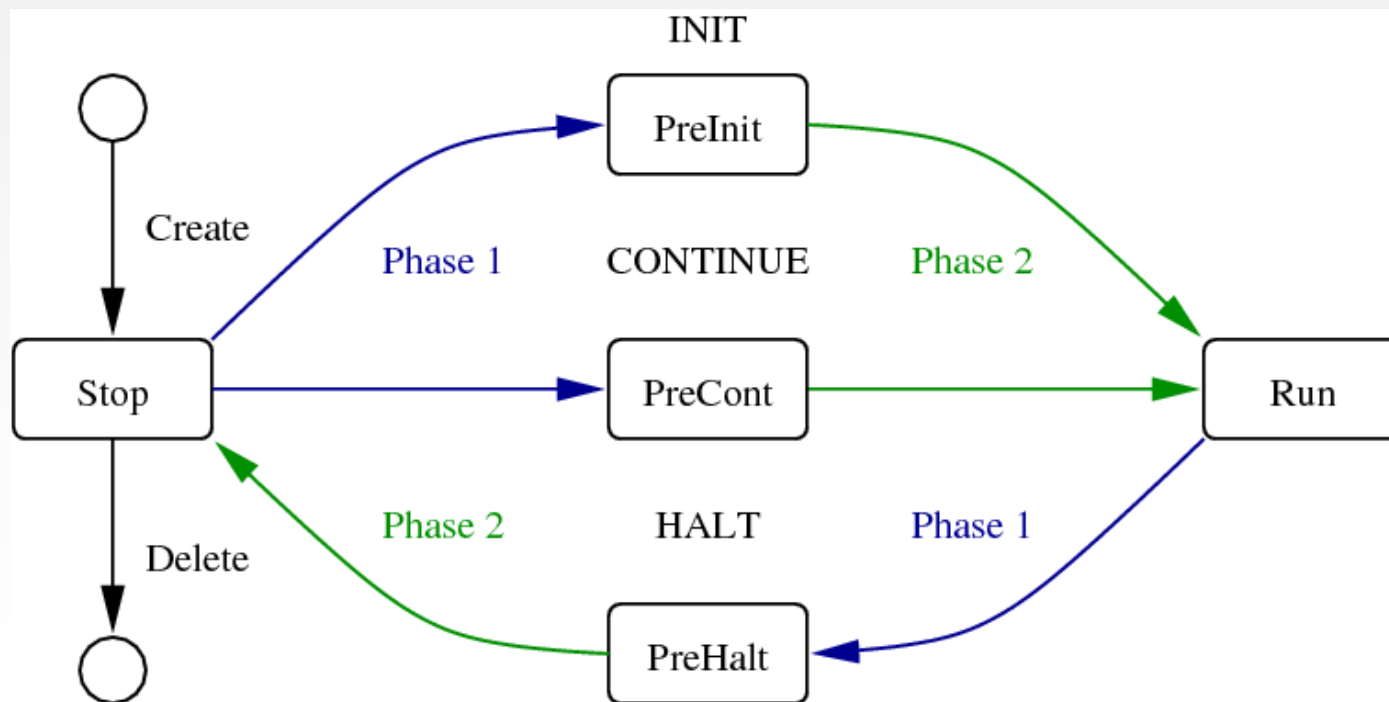 INIT
PreInit
Create
Phase 1
CONTINUE
Phase 2
Stop
PreCont
Run
Phase 2
HALT
Phase 1
Delete
PreHalt